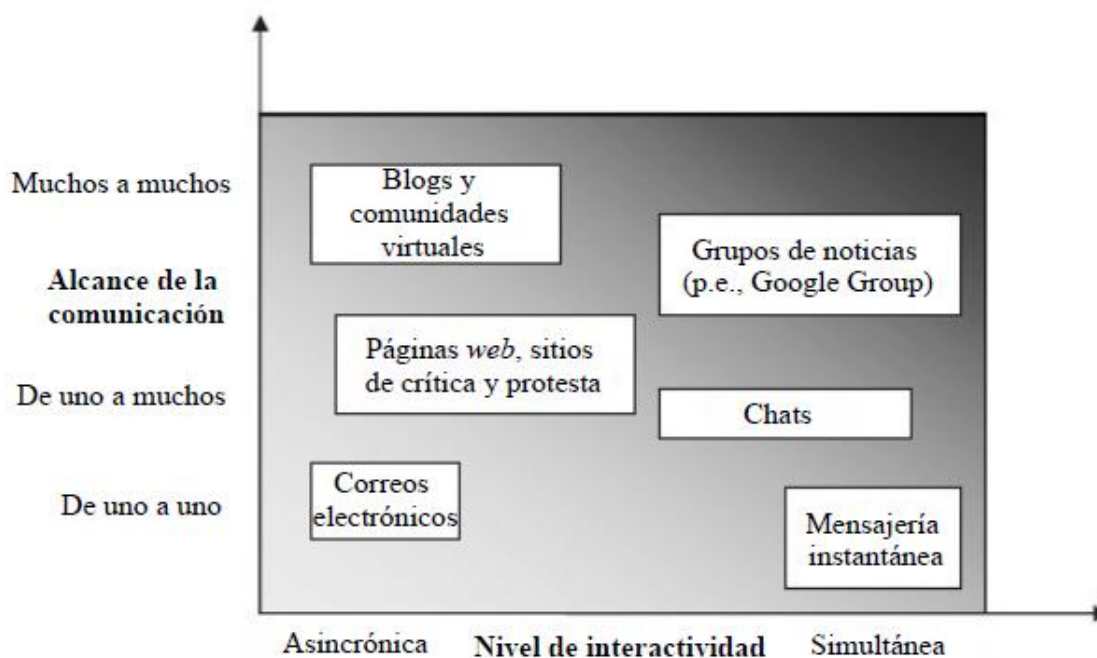 Muchos a muchos
Blogs y
comunidades
virtuales
Grupos de noticias
(p.e., Google Group)
Alcance de la
comunicación
Páginas web, sitios
de crítica y protesta
De uno a muchos
Chats
Correos
electrónicos
De uno a uno
Mensajería
instantánea
Asincrónica
Nivel de interactividad
Simultánea